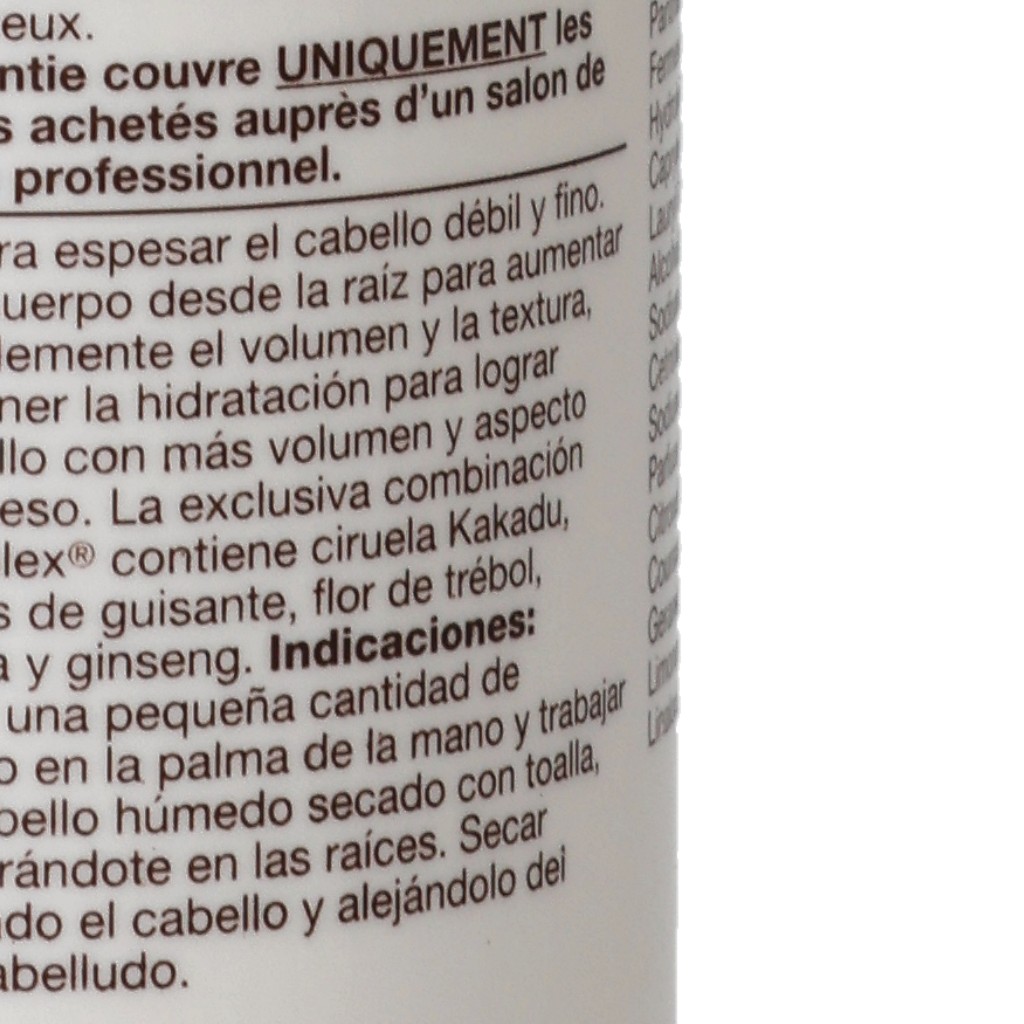 eux.
ntie couvre UNIQUEMENT les
s achetés auprès d'un salon de
professionnel.
ra espesar el cabello débil y fino.
uerpo desde la raíz para aumentar
lemente el volumen y la textura,
ner la hidratación para lograr
llo con más volumen y aspecto
eso. La exclusiva combinación
lex® contiene ciruela Kakadu,
s de guisante, flor de trébol,
a y ginseng. Indicaciones:
una pequeña cantidad de
o en la palma de la mano y trabajar
bello húmedo secado con toalla,
rándote en las raíces. Secar
ndo el cabello y alejándolo del
abelludo.